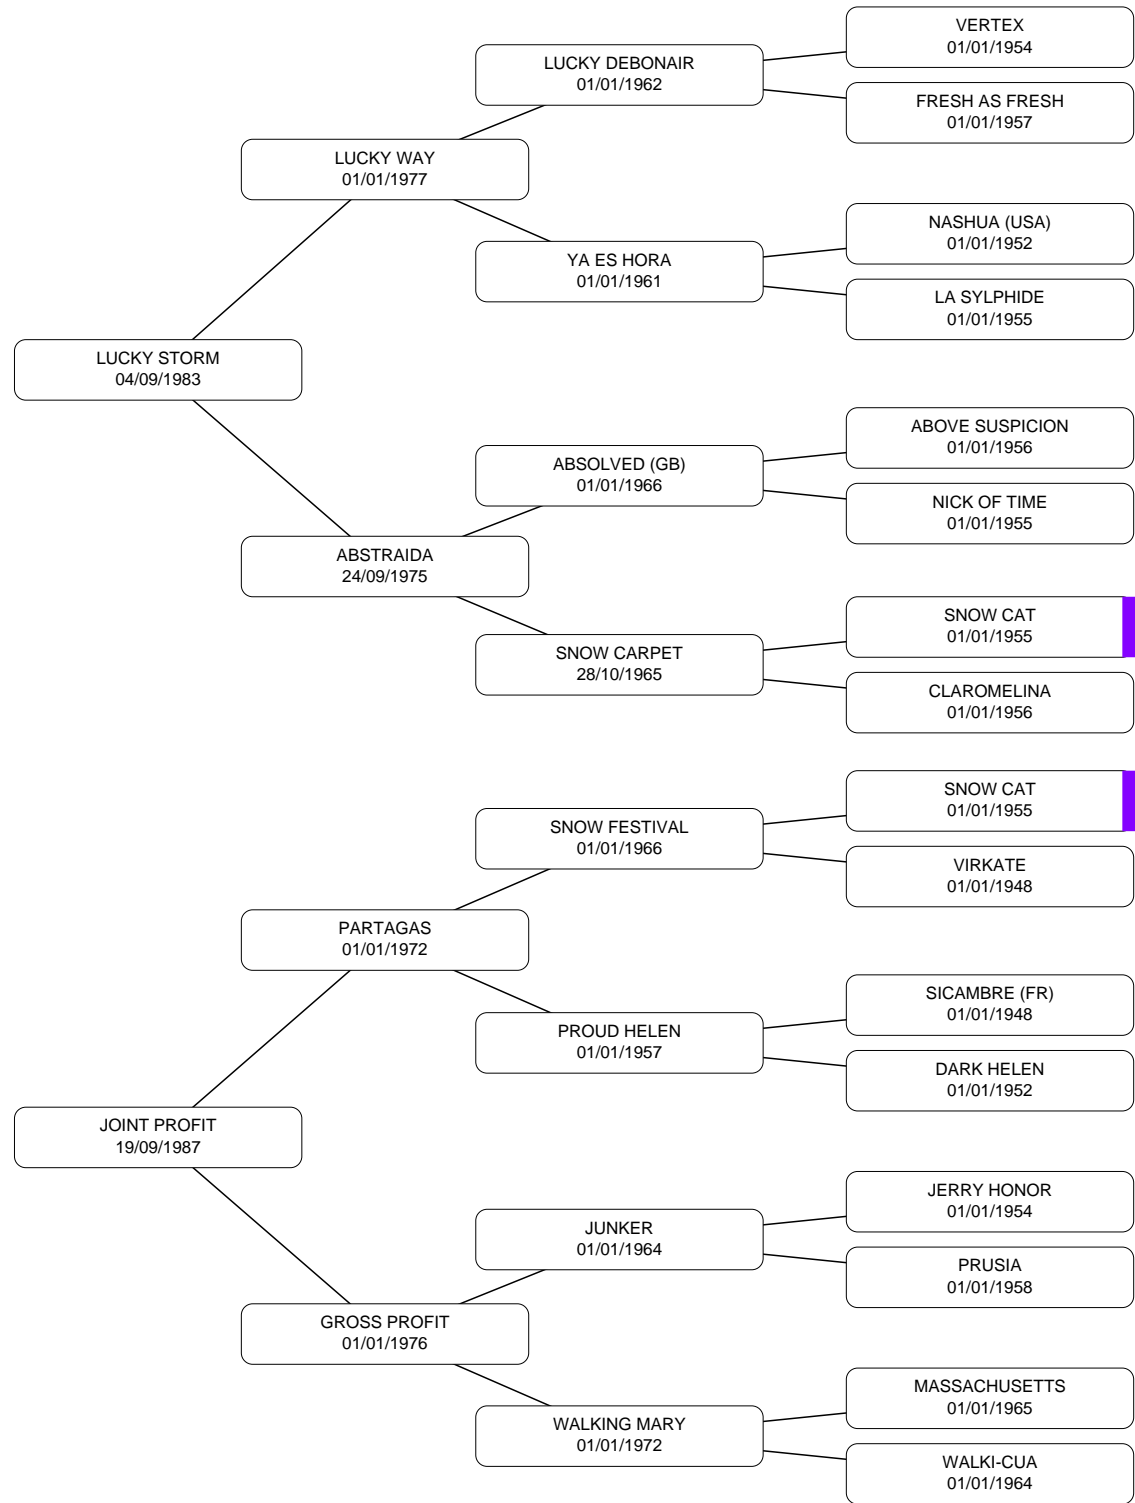 VERTEX
01/01/1954
LUCKY DEBONAIR
01/01/1962
FRESH AS FRESH
01/01/1957
LUCKY WAY
01/01/1977
NASHUA (USA)
01/01/1952
YA ES HORA
01/01/1961
LA SYLPHIDE
01/01/1955
LUCKY STORM
04/09/1983
ABOVE SUSPICION
01/01/1956
ABSOLVED (GB)
01/01/1966
NICK OF TIME
01/01/1955
ABSTRAIDA
24/09/1975
SNOW CAT
01/01/1955
SNOW CARPET
28/10/1965
CLAROMELINA
01/01/1956
SNOW CAT
01/01/1955
SNOW FESTIVAL
01/01/1966
VIRKATE
01/01/1948
PARTAGAS
01/01/1972
SICAMBRE (FR)
01/01/1948
PROUD HELEN
01/01/1957
DARK HELEN
01/01/1952
JOINT PROFIT
19/09/1987
JERRY HONOR
01/01/1954
JUNKER
01/01/1964
PRUSIA
01/01/1958
GROSS PROFIT
01/01/1976
MASSACHUSETTS
01/01/1965
WALKING MARY
01/01/1972
WALKI-CUA
01/01/1964